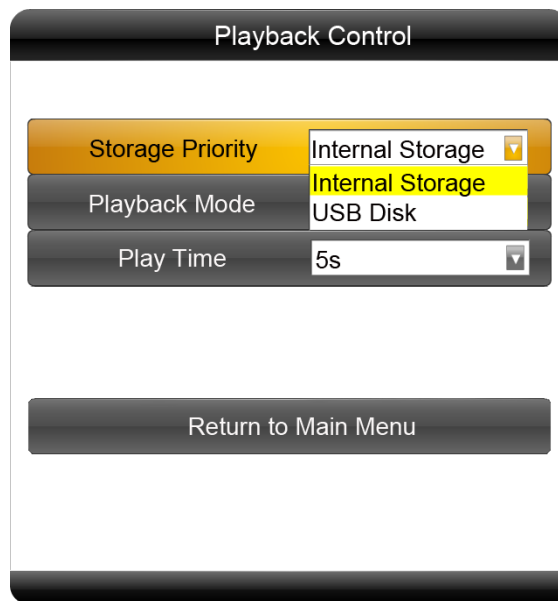 Playback Control
Storage Priority Internal Storage
Internal Storage
Playback Mode USB Disk
Play Time 5s
Return to Main Menu